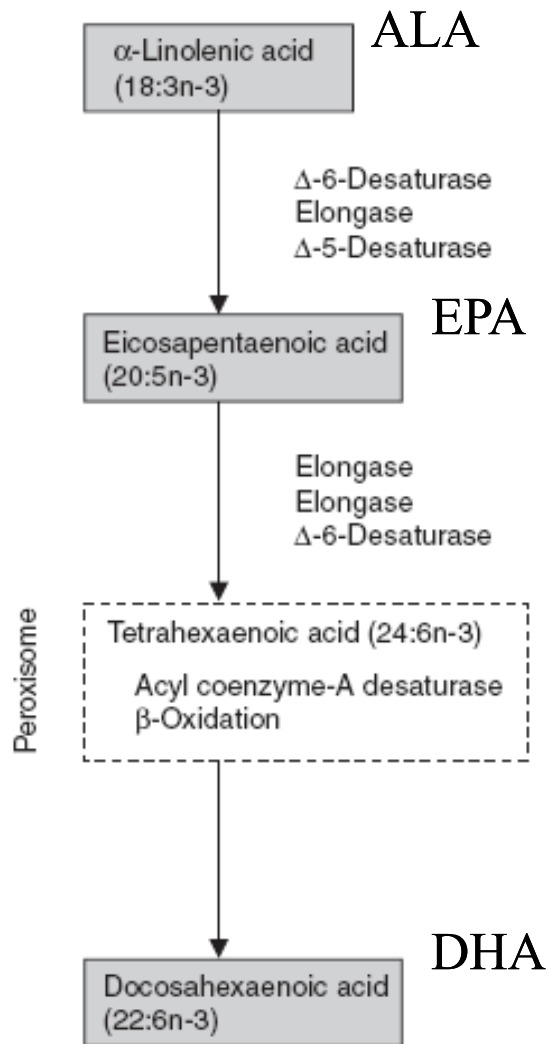 ALA
α-Linolenic acid
(18:3n-3)
Δ-6-Desaturase
Elongase
Δ-5-Desaturase
EPA
Eicosapentaenoic acid
(20:5n-3)
Elongase
Elongase
Δ-6-Desaturase
Peroxisome
Tetrahexaenoic acid (24:6n-3)
Acyl coenzyme-A desaturase
β-Oxidation
DHA
Docosahexaenoic acid
(22:6n-3)